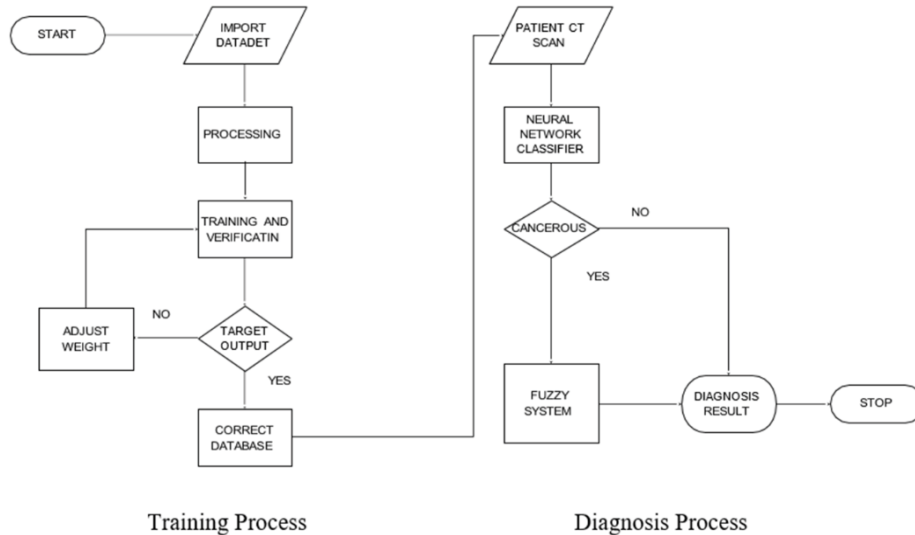 START
IMPORT
DATADET
PROCESSING
TRAINING AND
VERIFICATIN
NO
ADJUST
WEIGHT
TARGET
OUTPUT
YES
CORRECT
DATABASE
Training Process
PATIENT CT
SCAN
NEURAL
NETWORK
CLASSIFIER
CANCEROUS
NO
YES
FUZZY
SYSTEM
DIAGNOSIS
RESULT
STOP
Diagnosis Process